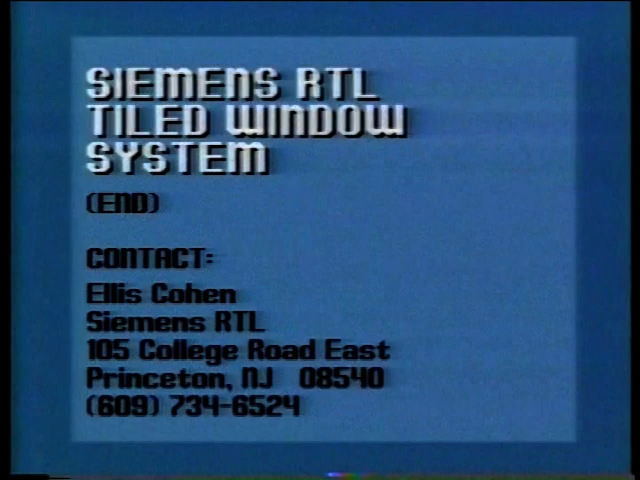 SIEMENS RTL
TILED WINDOW
SYSTEM
(END)
CONTACT:
Ellis Cohen
Siemens RTL
105 College Road East
Princeton, NJ 08540
(609) 734-6524